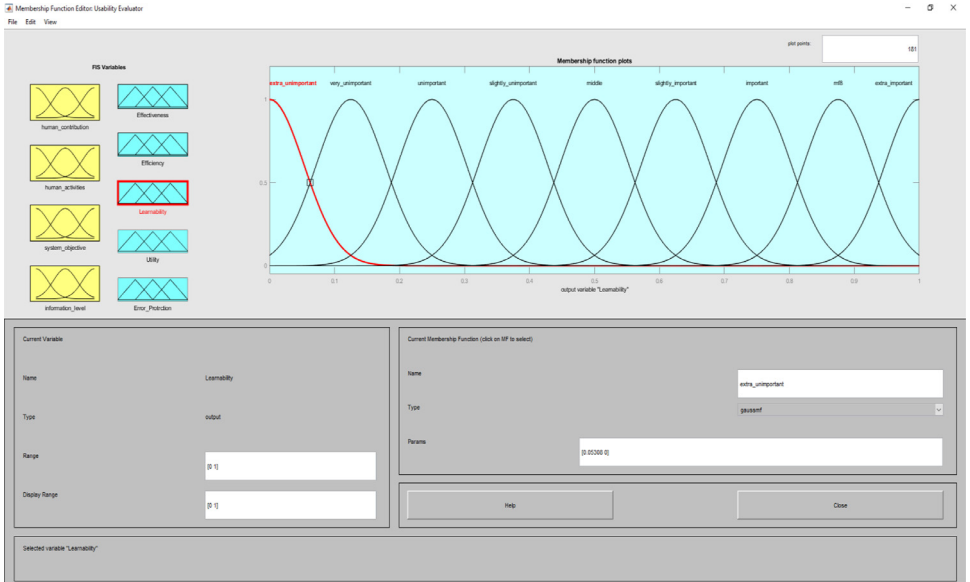 Membership Function Editor: Usability Evaluator
File Edit View
plot points:
181
FIS Variables
Membership function plots
human_contribution
Effectiveness
human_activities
Efficiency
Learnability
system_objective
Utility
information_level
Error_Protrction
extra_unimportant very_unimportant unimportant slightly_unimportant middle slightly_important important mf8 extra_important
1
0.5
0
0 0.1 0.2 0.3 0.4 0.5 0.6 0.7 0.8 0.9 1
output variable "Learnability"
Current Variable
Name Learnability
Type output
Range [0 1]
Display Range [0 1]
Current Membership Function (click on MF to select)
Name extra_unimportant
Type gaussmf
Params [0.05308 0]
Help Close
Selected variable "Learnability"